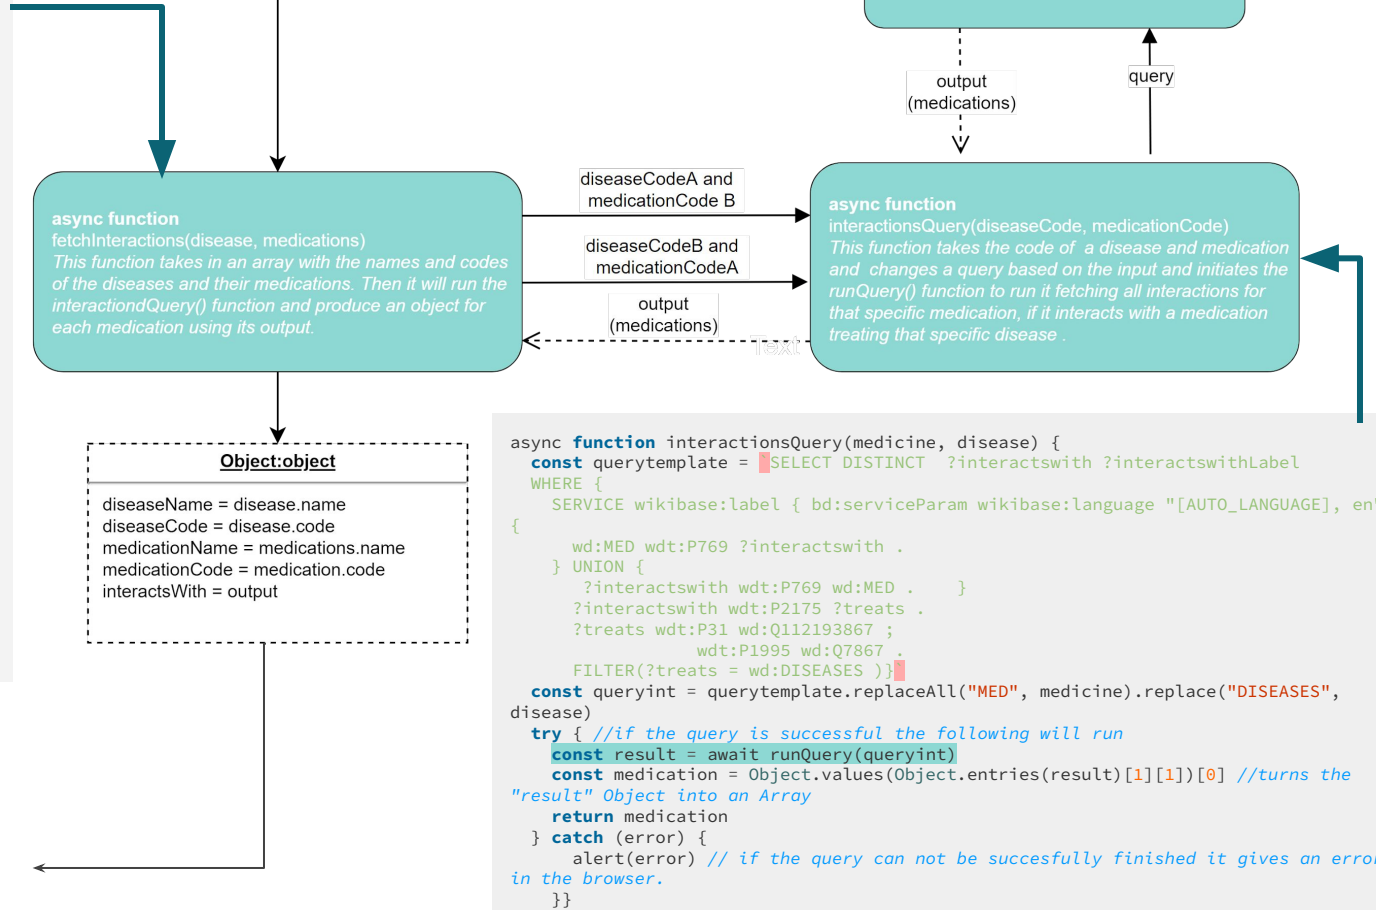 output
(medications)
query
async function
fetchInteractions(disease, medications)
This function takes in an array with the names and codes
of the diseases and their medications. Then it will run the
interactiondQuery() function and produce an object for
each medication using its output.
diseaseCodeA and
medicationCode B
diseaseCodeB and
medicationCodeA
output
(medications)
Text
async function
interactionsQuery(diseaseCode, medicationCode)
This function takes the code of  a disease and medication
and  changes a query based on the input and initiates the
runQuery() function to run it fetching all interactions for
that specific medication, if it interacts with a medication
treating that specific disease .
Object:object
diseaseName = disease.name
diseaseCode = disease.code
medicationName = medications.name
medicationCode = medication.code
interactsWith = output
async function interactionsQuery(medicine, disease) {
  const querytemplate = `SELECT DISTINCT  ?interactswith ?interactswithLabel
  WHERE {
    SERVICE wikibase:label { bd:serviceParam wikibase:language "[AUTO_LANGUAGE], en"
{
      wd:MED wdt:P769 ?interactswith .
    } UNION {
       ?interactswith wdt:P769 wd:MED .    }
      ?interactswith wdt:P2175 ?treats .
      ?treats wdt:P31 wd:Q112193867 ;
                  wdt:P1995 wd:Q7867 .
      FILTER(?treats = wd:DISEASES )}`
  const queryint = querytemplate.replaceAll("MED", medicine).replace("DISEASES",
disease)
  try { //if the query is successful the following will run
    const result = await runQuery(queryint)
    const medication = Object.values(Object.entries(result)[1][1])[0] //turns the
"result" Object into an Array
    return medication
  } catch (error) {
      alert(error) // if the query can not be succesfully finished it gives an error
in the browser.
    }}